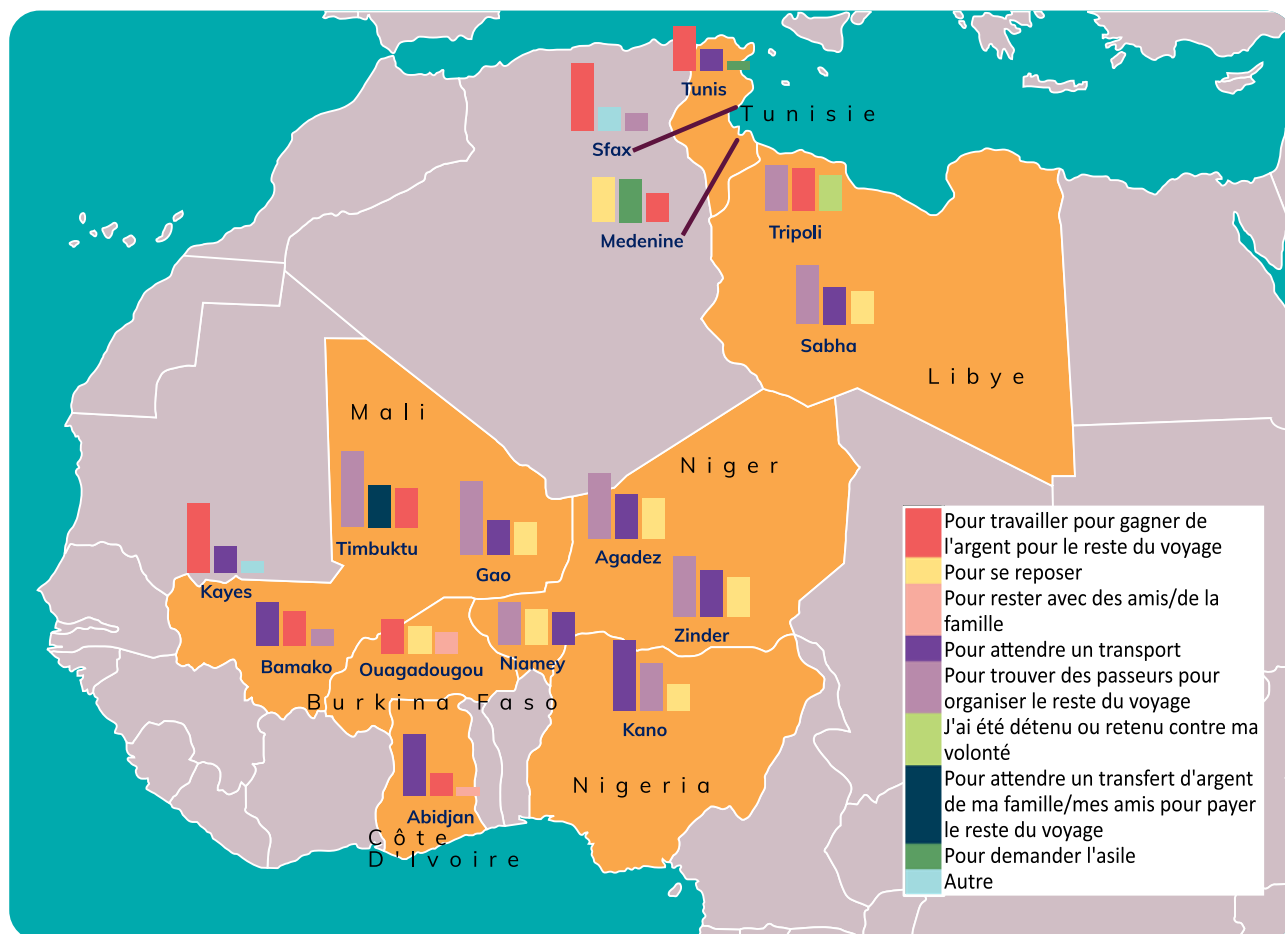 Tunis
Tunisie
Sfax
Medenine
Tripoli
Sabha
Libye
Mali
Niger
Timbuktu
Gao
Agadez
Kayes
Zinder
Bamako
Ouagadougou
Niamey
Burkina Faso
Kano
Nigeria
Abidjan
Côte
D'Ivoire
Pour travailler pour gagner de
l'argent pour le reste du voyage
Pour se reposer
Pour rester avec des amis/de la
famille
Pour attendre un transport
Pour trouver des passeurs pour
organiser le reste du voyage
J'ai été détenu ou retenu contre ma
volonté
Pour attendre un transfert d'argent
de ma famille/mes amis pour payer
le reste du voyage
Pour demander l'asile
Autre